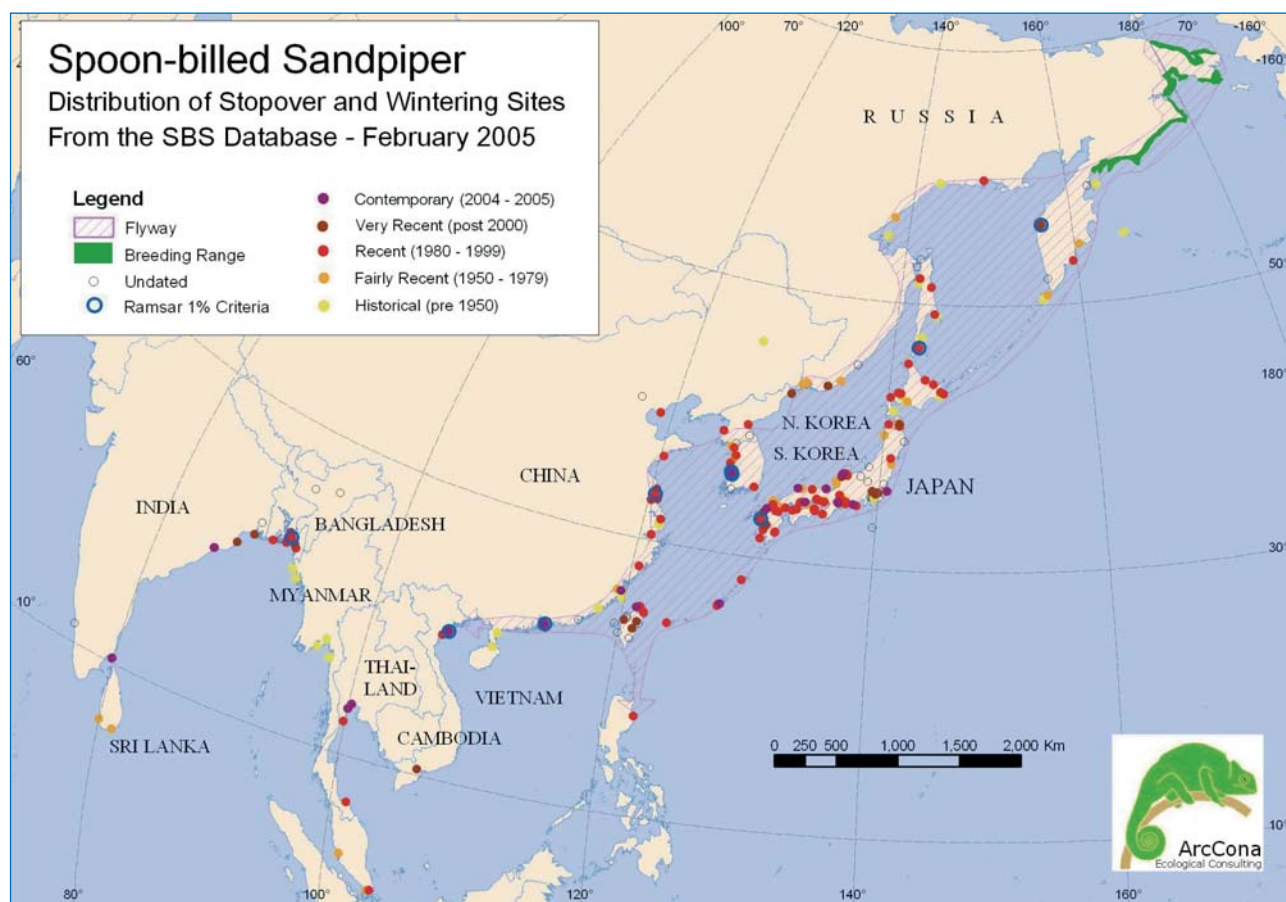 Spoon-billed Sandpiper
Distribution of Stopover and Wintering Sites
From the SBS Database - February 2005
Legend
Flyway
Breeding Range
Undated
Ramsar 1% Criteria
Contemporary (2004 - 2005)
Very Recent (post 2000)
Recent (1980 - 1999)
Fairly Recent (1950 - 1979)
Historical (pre 1950)
100° 70° 120° 140° 160° 180° 70° -160°
-160°
RUSSIA
50°
60°
180°
N. KOREA
S. KOREA
CHINA
JAPAN
INDIA
BANGLADESH
30°
MYANMAR
10°
THAI-
LAND
VIETNAM
CAMBODIA
SRI LANKA
0 250 500 1,000 1,500 2,000 Km
10°
ArcCona
Ecological Consulting
80° 100° 120° 140° 160°